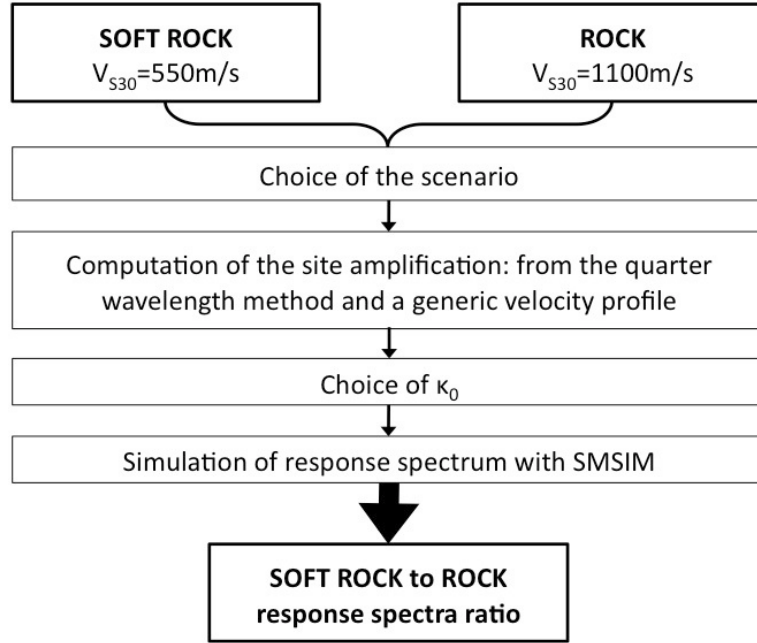 SOFT ROCK
V_S30=550m/s
ROCK
V_S30=1100m/s
Choice of the scenario
Computation of the site amplification: from the quarter
wavelength method and a generic velocity profile
Choice of κ₀
Simulation of response spectrum with SMSIM
SOFT ROCK to ROCK
response spectra ratio